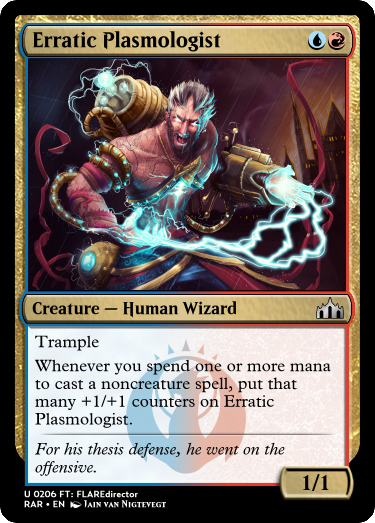 Erratic Plasmologist
Creature — Human Wizard
Trample
Whenever you spend one or more mana
to cast a noncreature spell, put that
many +1/+1 counters on Erratic
Plasmologist.
For his thesis defense, he went on the
offensive.
1/1
U 0206 FT: FLAREdirector
RAR • EN Iain van Nigtevegt